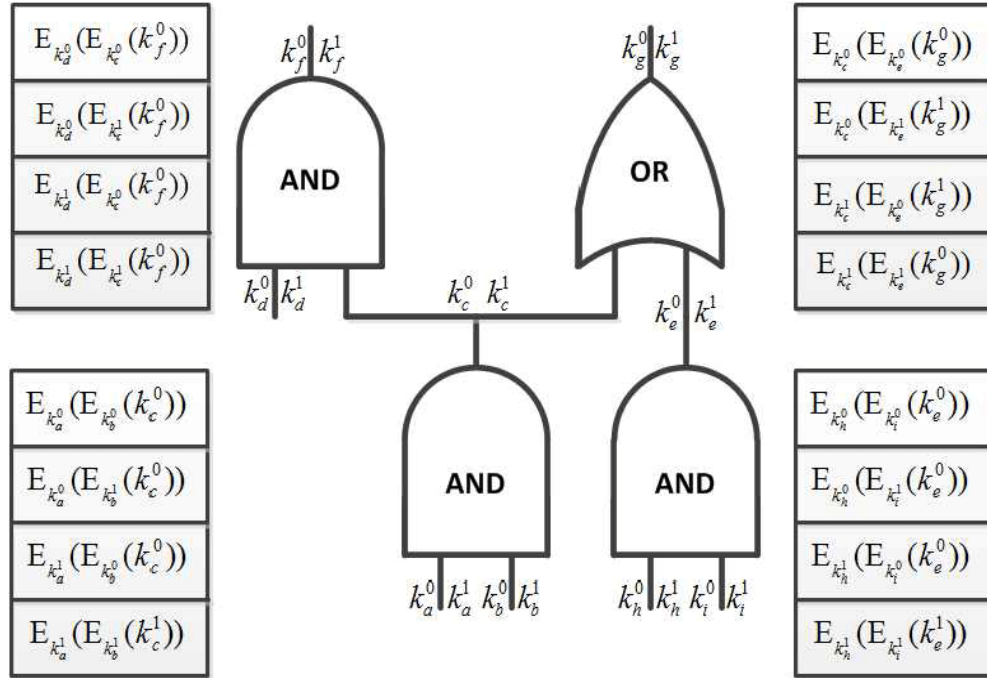 E_{k_d^0}(E_{k_c^0}(k_f^0))
E_{k_d^0}(E_{k_c^1}(k_f^0))
E_{k_d^1}(E_{k_c^0}(k_f^0))
E_{k_d^1}(E_{k_c^1}(k_f^0))
k_f^0 k_f^1
AND
k_d^0 k_d^1
k_g^0 k_g^1
OR
k_c^0 k_c^1
k_e^0 k_e^1
E_{k_c^0}(E_{k_e^0}(k_g^0))
E_{k_c^0}(E_{k_e^1}(k_g^1))
E_{k_c^1}(E_{k_e^0}(k_g^1))
E_{k_c^1}(E_{k_e^1}(k_g^0))
E_{k_a^0}(E_{k_b^0}(k_c^0))
E_{k_a^0}(E_{k_b^1}(k_c^0))
E_{k_a^1}(E_{k_b^0}(k_c^0))
E_{k_a^1}(E_{k_b^1}(k_c^1))
AND
k_a^0 k_a^1 k_b^0 k_b^1
AND
k_h^0 k_h^1 k_i^0 k_i^1
E_{k_h^0}(E_{k_i^0}(k_e^0))
E_{k_h^0}(E_{k_i^1}(k_e^0))
E_{k_h^1}(E_{k_i^0}(k_e^0))
E_{k_h^1}(E_{k_i^1}(k_e^1))